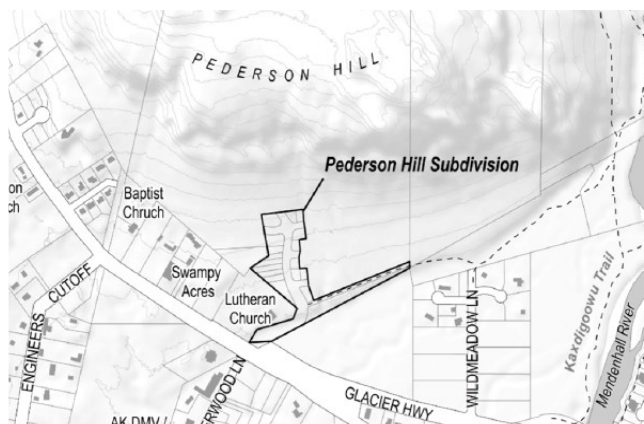 PEDERSON HILL
Pederson Hill Subdivision
Baptist
Chruch
Swampy
Acres
Lutheran
Church
ENGINEERS CUTOFF
GLACIER HWY
WILDMEADOW LN
Kaxdigoowu Trail
Mendenhall River
AK DMV /